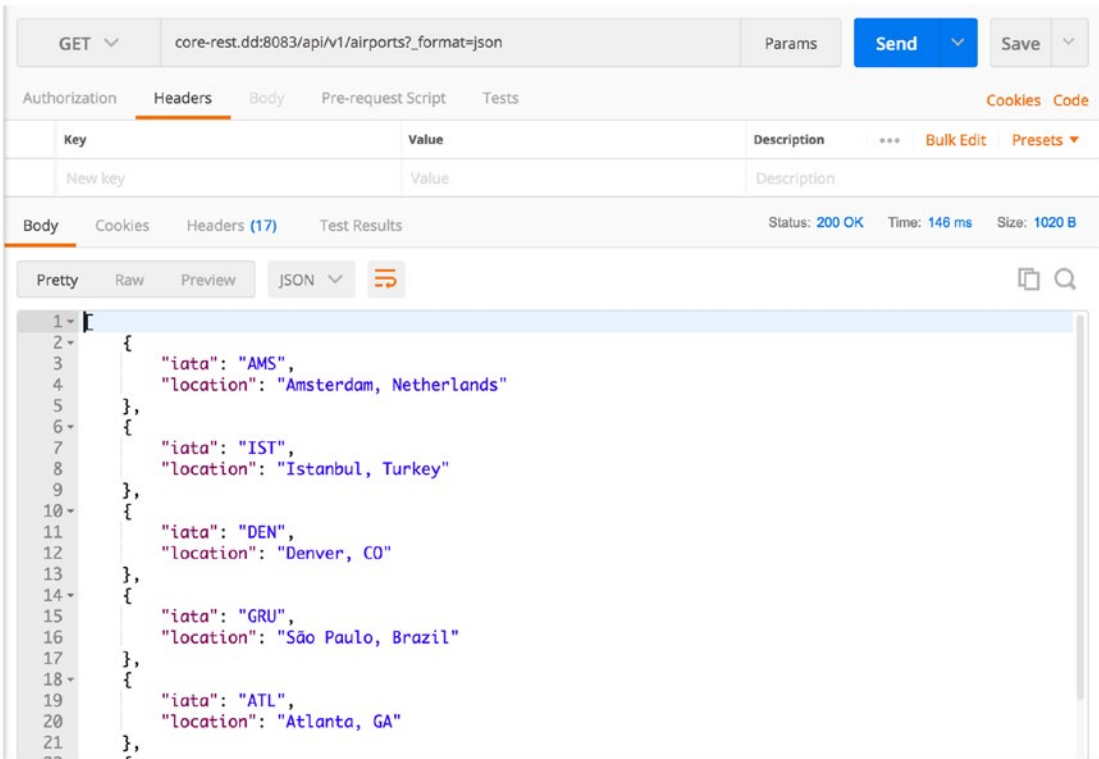 GET core-rest.dd:8083/api/v1/airports?_format=json Params Send Save
Authorization Headers Body Pre-request Script Tests Cookies Code
Key Value Description ••• Bulk Edit Presets
New key Value Description
Body Cookies Headers (17) Test Results Status: 200 OK Time: 146 ms Size: 1020 B
Pretty Raw Preview JSON
1 [
2 {
3 "iata": "AMS",
4 "location": "Amsterdam, Netherlands"
5 },
6 {
7 "iata": "IST",
8 "location": "Istanbul, Turkey"
9 },
10 {
11 "iata": "DEN",
12 "location": "Denver, CO"
13 },
14 {
15 "iata": "GRU",
16 "location": "São Paulo, Brazil"
17 },
18 {
19 "iata": "ATL",
20 "location": "Atlanta, GA"
21 },